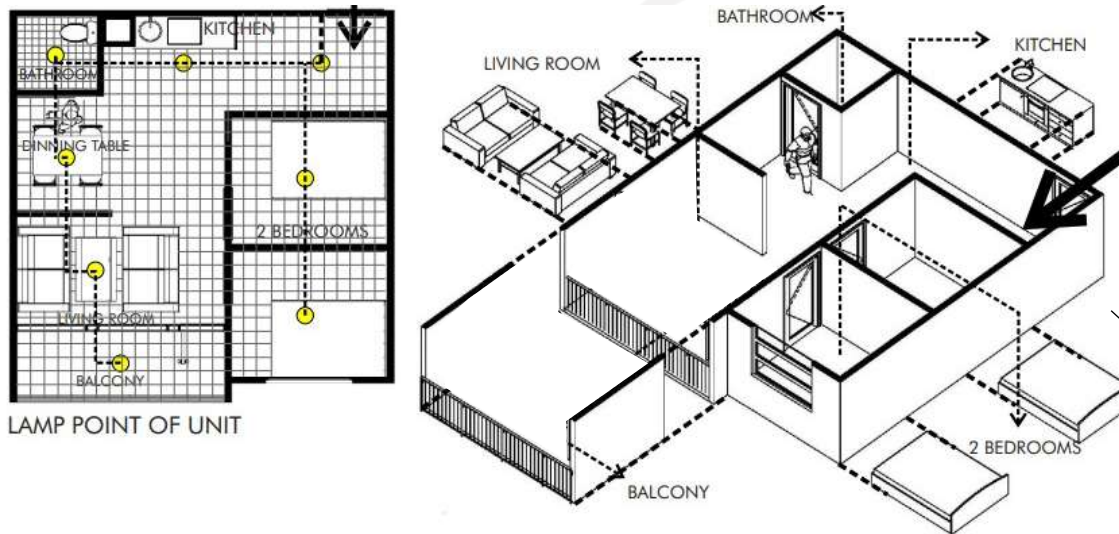 KITCHEN
BATHROOM
DINNING TABLE
2 BEDROOMS
LIVING ROOM
BALCONY
LAMP POINT OF UNIT
BATHROOM
LIVING ROOM
KITCHEN
2 BEDROOMS
BALCONY